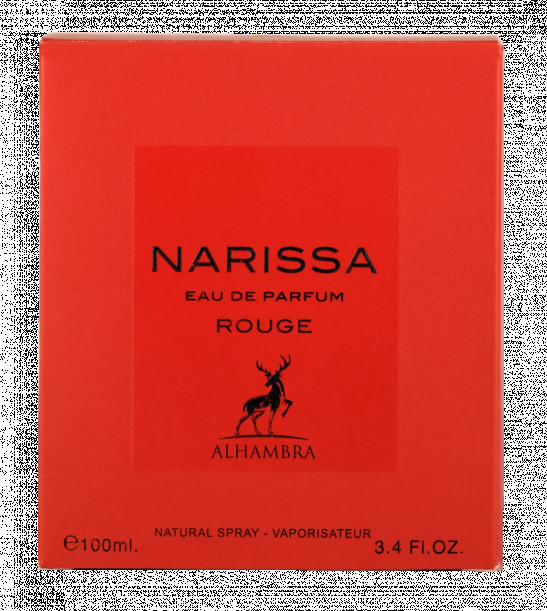 NARISSA
EAU DE PARFUM
ROUGE
ALHAMBRA
NATURAL SPRAY - VAPORISATEUR
℮100ml.
3.4 Fl.OZ.